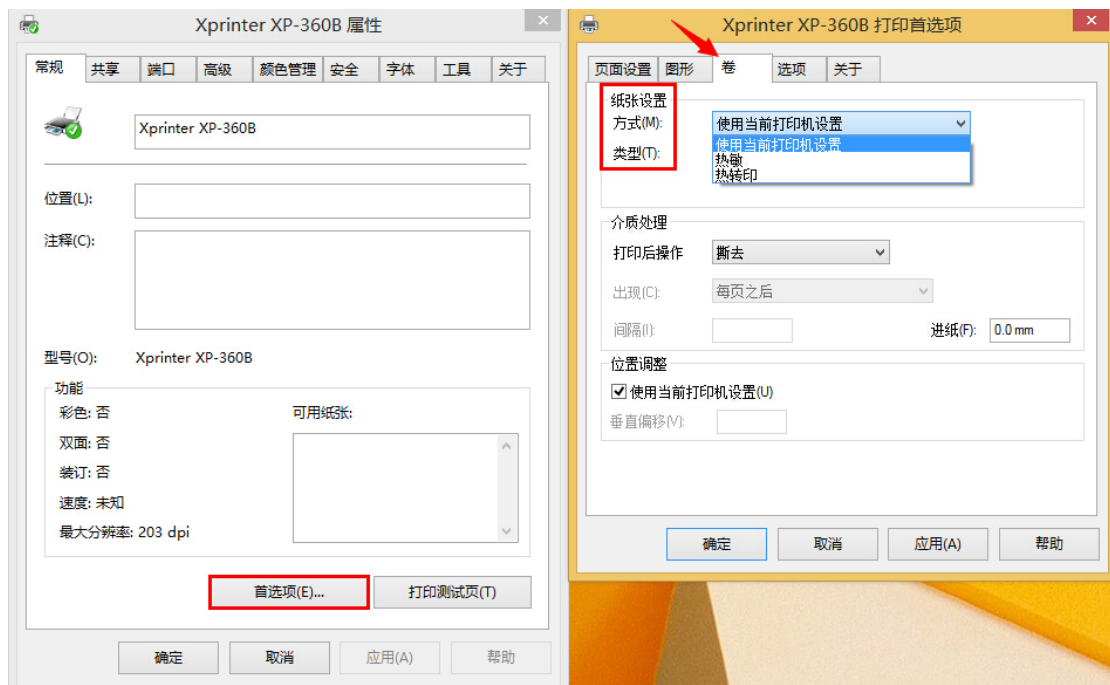 Xprinter XP-360B 属性
常规 共享 端口 高级 颜色管理 安全 字体 工具 关于
Xprinter XP-360B
位置(L):
注释(C):
型号(O): Xprinter XP-360B
功能
彩色: 否 可用纸张:
双面: 否
装订: 否
速度: 未知
最大分辨率: 203 dpi
首选项(E)... 打印测试页(T)
确定 取消 应用(A) 帮助
Xprinter XP-360B 打印首选项
页面设置 图形 卷 选项 关于
纸张设置
方式(M): 使用当前打印机设置
使用当前打印机设置
类型(T): 热敏
热转印
介质处理
打印后操作 撕去
出现(C): 每页之后
间隔(I): 进纸(F): 0.0 mm
位置调整
使用当前打印机设置(U)
垂直偏移(V):
确定 取消 应用(A) 帮助